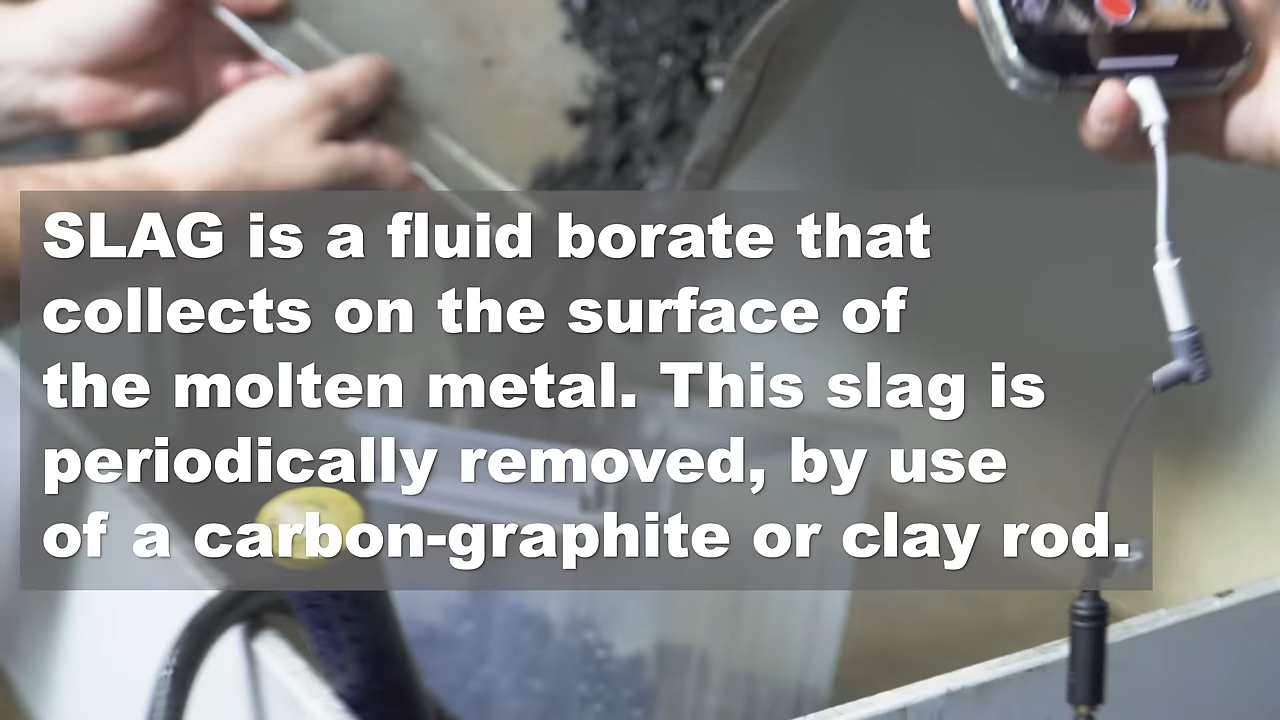 SLAG is a fluid borate that
collects on the surface of
the molten metal. This slag is
periodically removed, by use
of a carbon-graphite or clay rod.